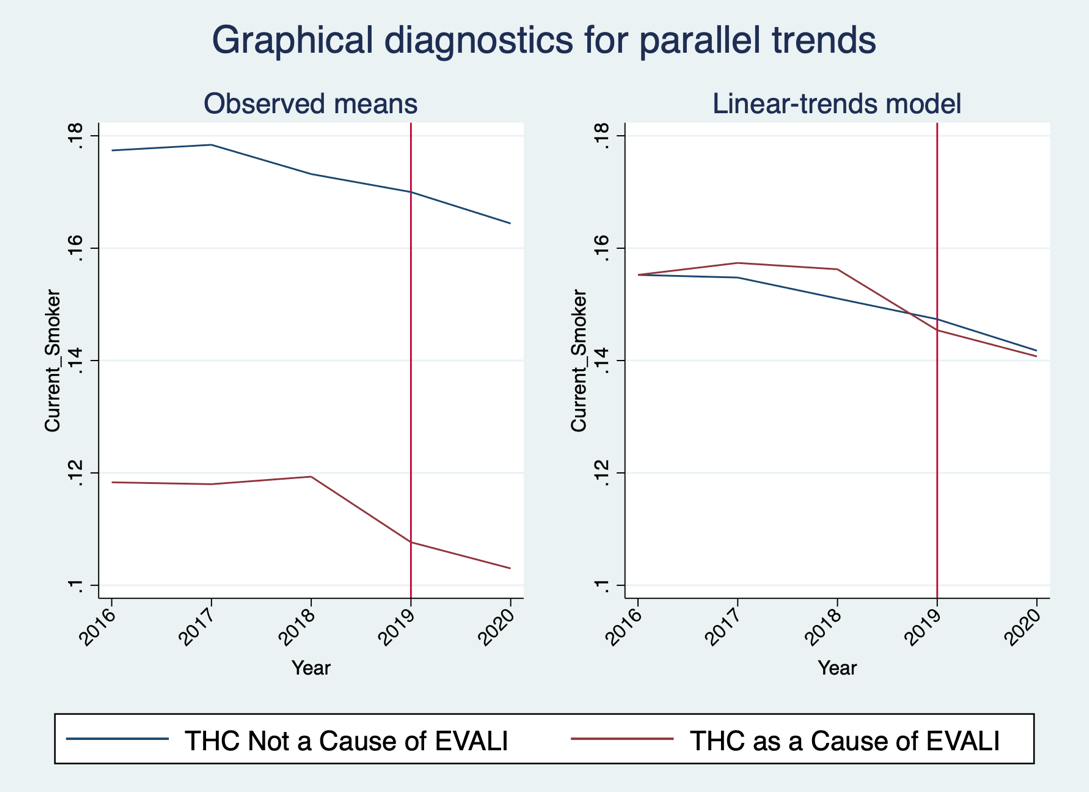 Graphical diagnostics for parallel trends
Observed means
Current_Smoker
.18
.16
.14
.12
.1
2016 2017 2018 2019 2020
Year
Linear-trends model
Current_Smoker
.18
.16
.14
.12
.1
2016 2017 2018 2019 2020
Year
THC Not a Cause of EVALI THC as a Cause of EVALI